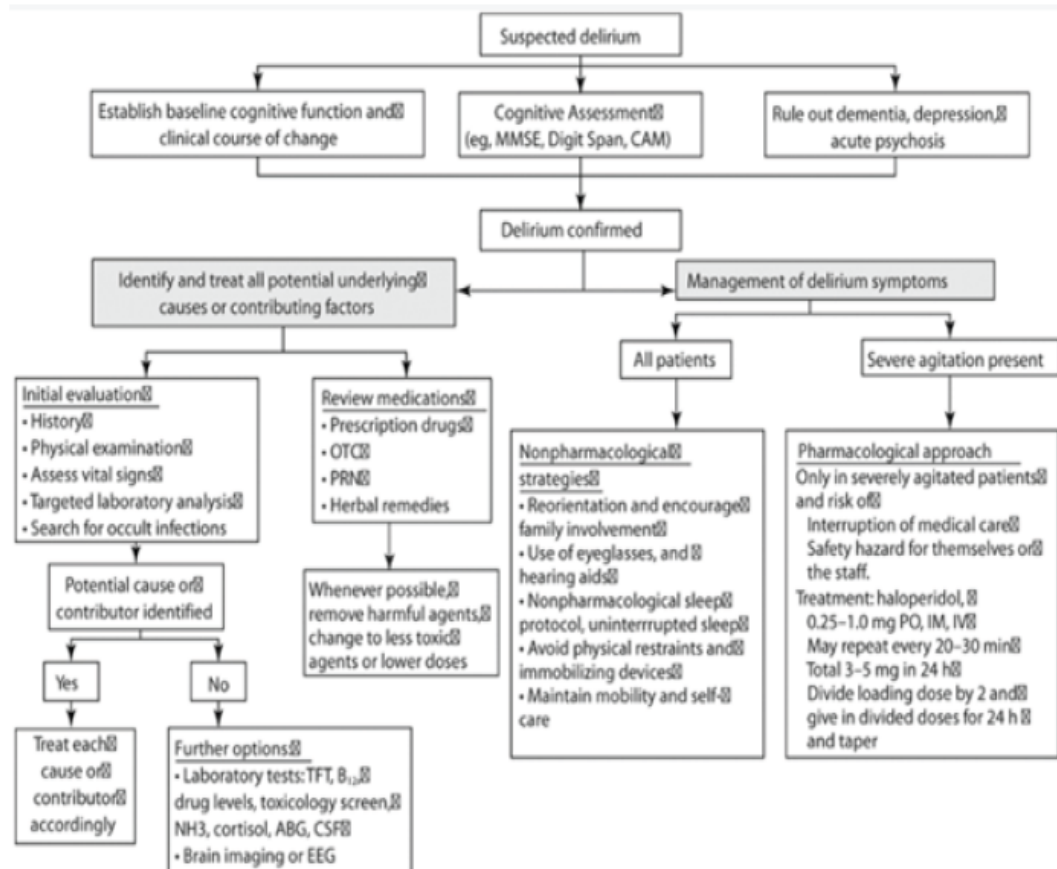 Suspected delirium
Establish baseline cognitive function and
clinical course of change
Cognitive Assessment
(eg, MMSE, Digit Span, CAM)
Rule out dementia, depression,
acute psychosis
Delirium confirmed
Identify and treat all potential underlying
causes or contributing factors
Management of delirium symptoms
All patients
Severe agitation present
Initial evaluation
• History
• Physical examination
• Assess vital signs
• Targeted laboratory analysis
• Search for occult infections
Review medications
• Prescription drugs
• OTC
• PRN
• Herbal remedies
Potential cause or
contributor identified
Whenever possible,
remove harmful agents,
change to less toxic
agents or lower doses
Yes
No
Treat each
cause or
contributor
accordingly
Further options
• Laboratory tests: TFT, B₁₂,
drug levels, toxicology screen,
NH3, cortisol, ABG, CSF
• Brain imaging or EEG
Nonpharmacological
strategies
• Reorientation and encourage
family involvement
• Use of eyeglasses, and
hearing aids
• Nonpharmacological sleep
protocol, uninterrrupted sleep
• Avoid physical restraints and
immobilizing devices
• Maintain mobility and self-
care
Pharmacological approach
Only in severely agitated patients
and risk of
Interruption of medical care
Safety hazard for themselves or
the staff.
Treatment: haloperidol,
0.25–1.0 mg PO, IM, IV
May repeat every 20–30 min
Total 3–5 mg in 24 h
Divide loading dose by 2 and
give in divided doses for 24 h
and taper